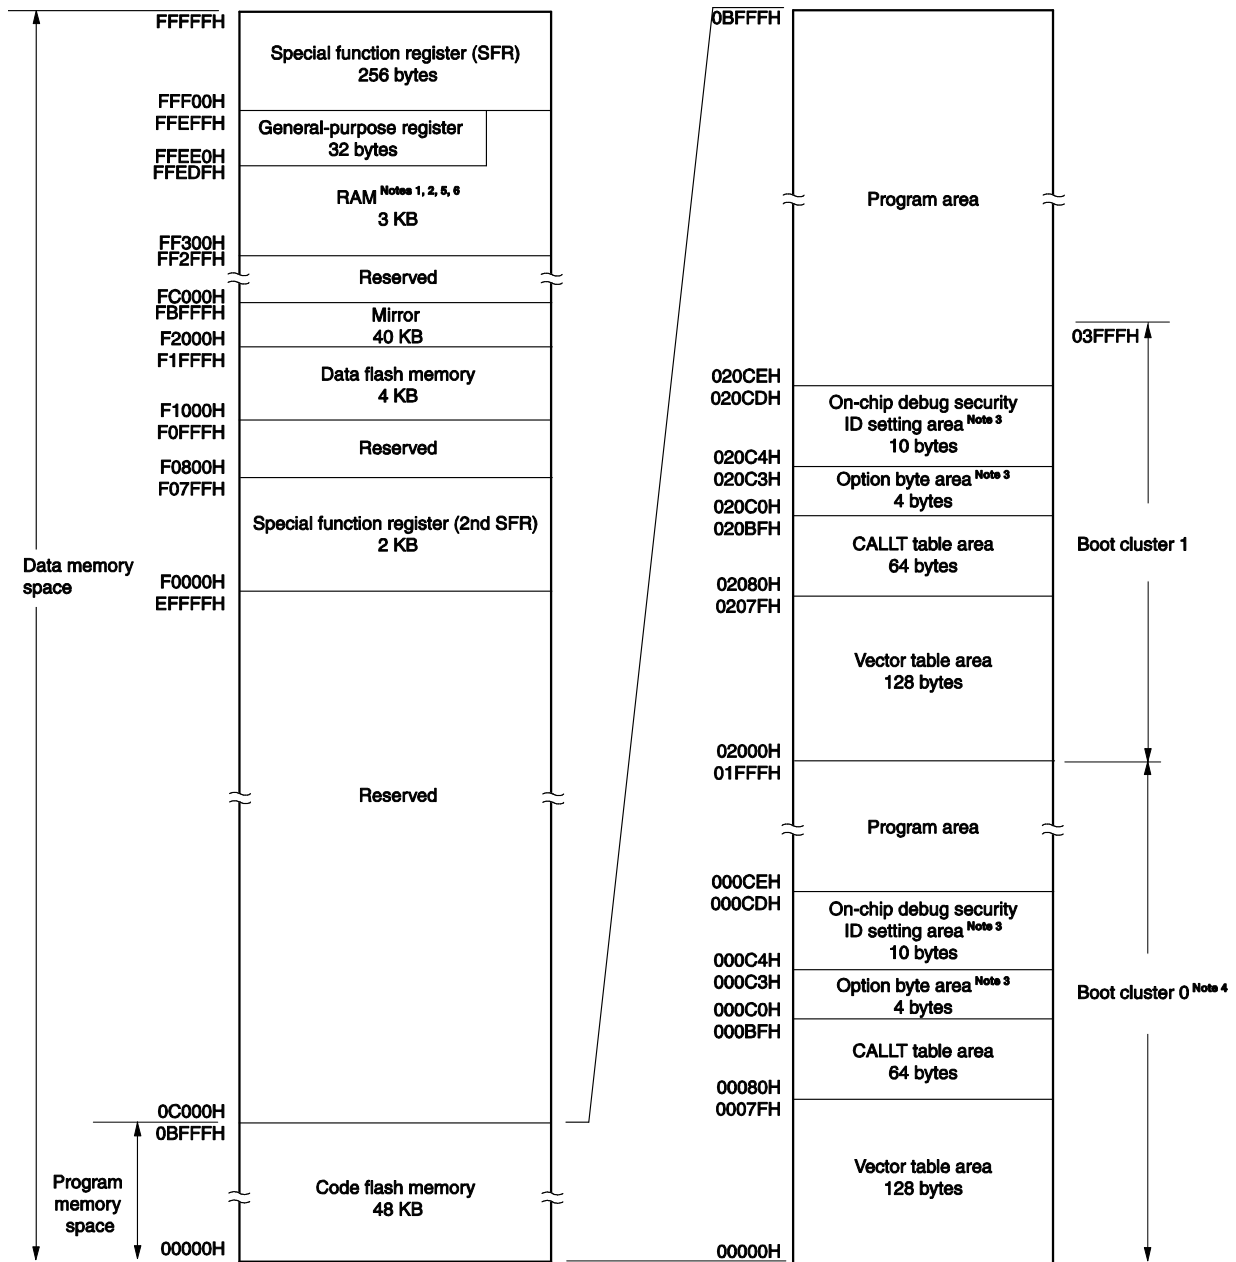 FFFFFH
Special function register (SFR)
256 bytes
FFF00H
FFEFFH
General-purpose register
32 bytes
FFEE0H
FFEDFH
RAM Notes 1, 2, 5, 6
3 KB
FF300H
FF2FFH
Reserved
FC000H
FBFFFH
Mirror
40 KB
F2000H
F1FFFH
Data flash memory
4 KB
F1000H
F0FFFH
Reserved
F0800H
F07FFH
Special function register (2nd SFR)
2 KB
F0000H
EFFFFH
Data memory
space
Reserved
0C000H
0BFFFH
Program
memory
space
Code flash memory
48 KB
00000H
0BFFFH
Program area
03FFFH
020CEH
020CDH
On-chip debug security
ID setting area Note 3
10 bytes
020C4H
020C3H
Option byte area Note 3
4 bytes
020C0H
020BFH
CALLT table area
64 bytes
Boot cluster 1
02080H
0207FH
Vector table area
128 bytes
02000H
01FFFH
Program area
000CEH
000CDH
On-chip debug security
ID setting area Note 3
10 bytes
000C4H
000C3H
Option byte area Note 3
4 bytes
Boot cluster 0 Note 4
000C0H
000BFH
CALLT table area
64 bytes
00080H
0007FH
Vector table area
128 bytes
00000H